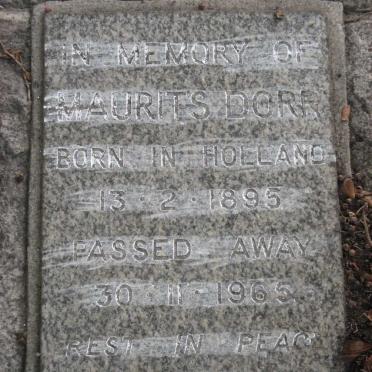 IN MEMORY OF
MAURITS
BORN IN HOLLAND
13 · 2 · 1895
PASSED AWAY
30 · 11 · 1965
REST IN PEACE